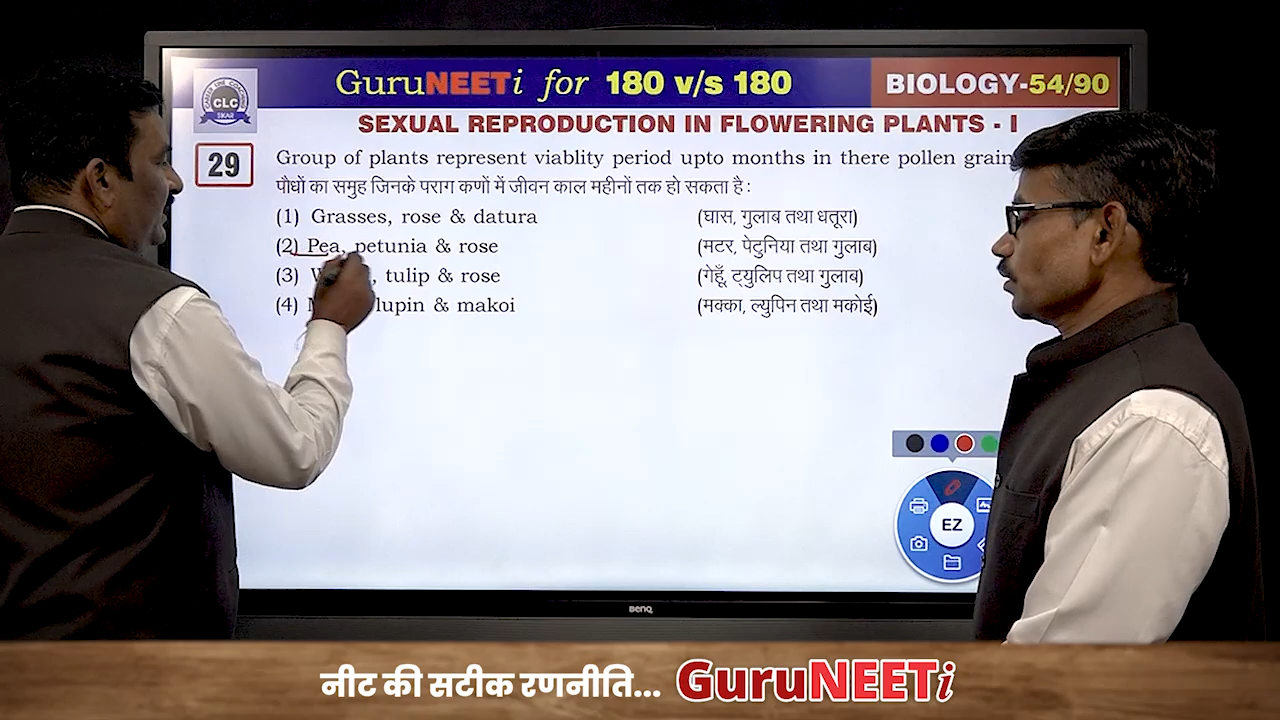 GuruNEETi for 180 v/s 180
BIOLOGY-54/90
CLC
SIKAR
SEXUAL REPRODUCTION IN FLOWERING PLANTS - I
29
Group of plants represent viablity period upto months in there pollen grain
पौधों का समुह जिनके पराग कणों में जीवन काल महीनों तक हो सकता है :
(1) Grasses, rose & datura (घास, गुलाब तथा धतूरा)
(2) Pea, petunia & rose (मटर, पेटुनिया तथा गुलाब)
(3) , tulip & rose (गेहूँ, ट्युलिप तथा गुलाब)
(4) lupin & makoi (मक्का, ल्युपिन तथा मकोई)
EZ
BenQ
नीट की सटीक रणनीति... GuruNEETi